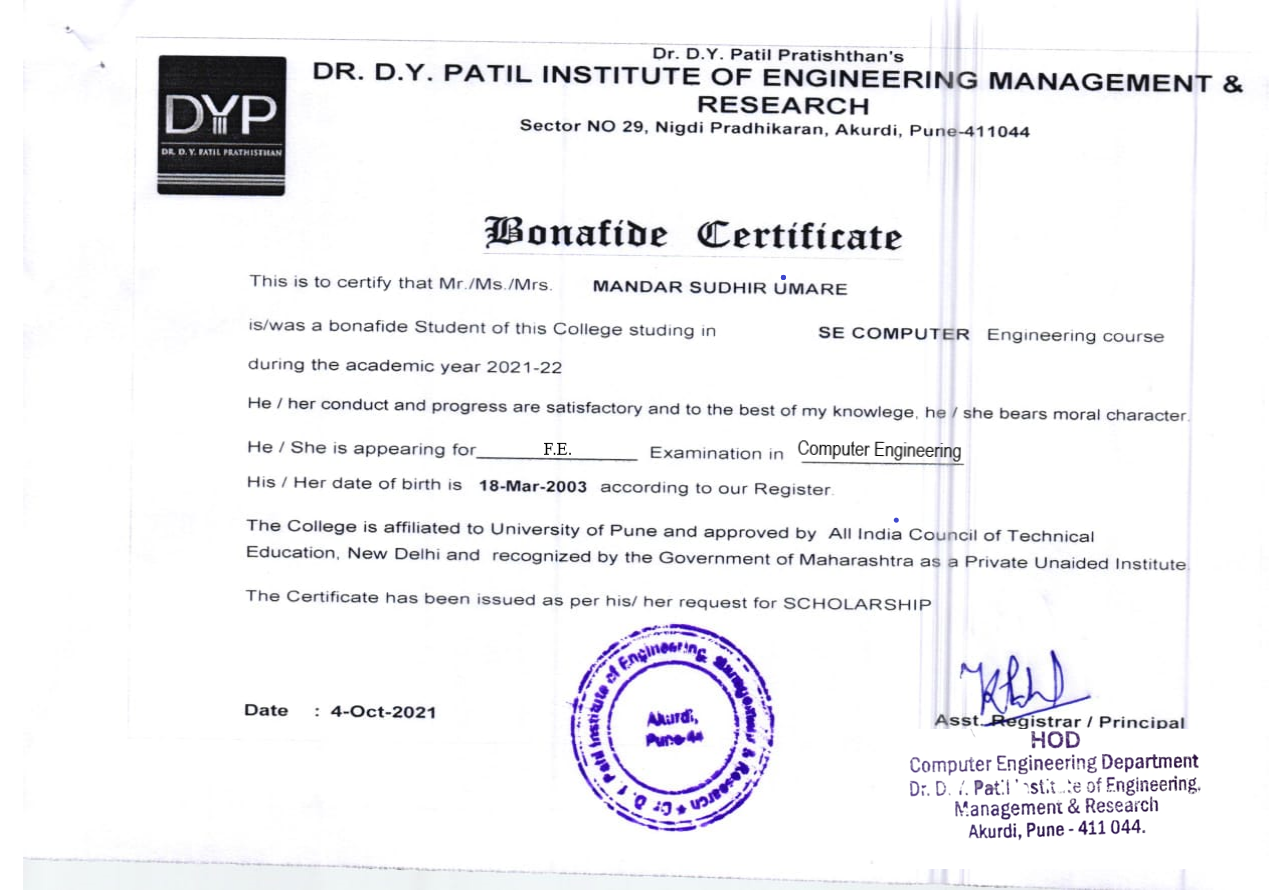 Dr. D.Y. Patil Pratishthan's
DYP
DR. D. Y. PATIL PRATHISTHAN
DR. D.Y. PATIL INSTITUTE OF ENGINEERING MANAGEMENT &
RESEARCH
Sector NO 29, Nigdi Pradhikaran, Akurdi, Pune-411044
Bonafide Certificate
This is to certify that Mr./Ms./Mrs. MANDAR SUDHIR UMARE
is/was a bonafide Student of this College studing in SE COMPUTER Engineering course
during the academic year 2021-22
He / her conduct and progress are satisfactory and to the best of my knowlege, he / she bears moral character.
He / She is appearing for F.E. Examination in Computer Engineering
His / Her date of birth is 18-Mar-2003 according to our Register.
The College is affiliated to University of Pune and approved by All India Council of Technical
Education, New Delhi and recognized by the Government of Maharashtra as a Private Unaided Institute.
The Certificate has been issued as per his/ her request for SCHOLARSHIP
Dr D. Y. Patil Institute of Engineering, Management & Research ★
Akurdi,
Pune-44
Date : 4-Oct-2021
Asst. Registrar / Principal
HOD
Computer Engineering Department
Dr. D. Y. Patil Institute of Engineering,
Management & Research
Akurdi, Pune - 411 044.